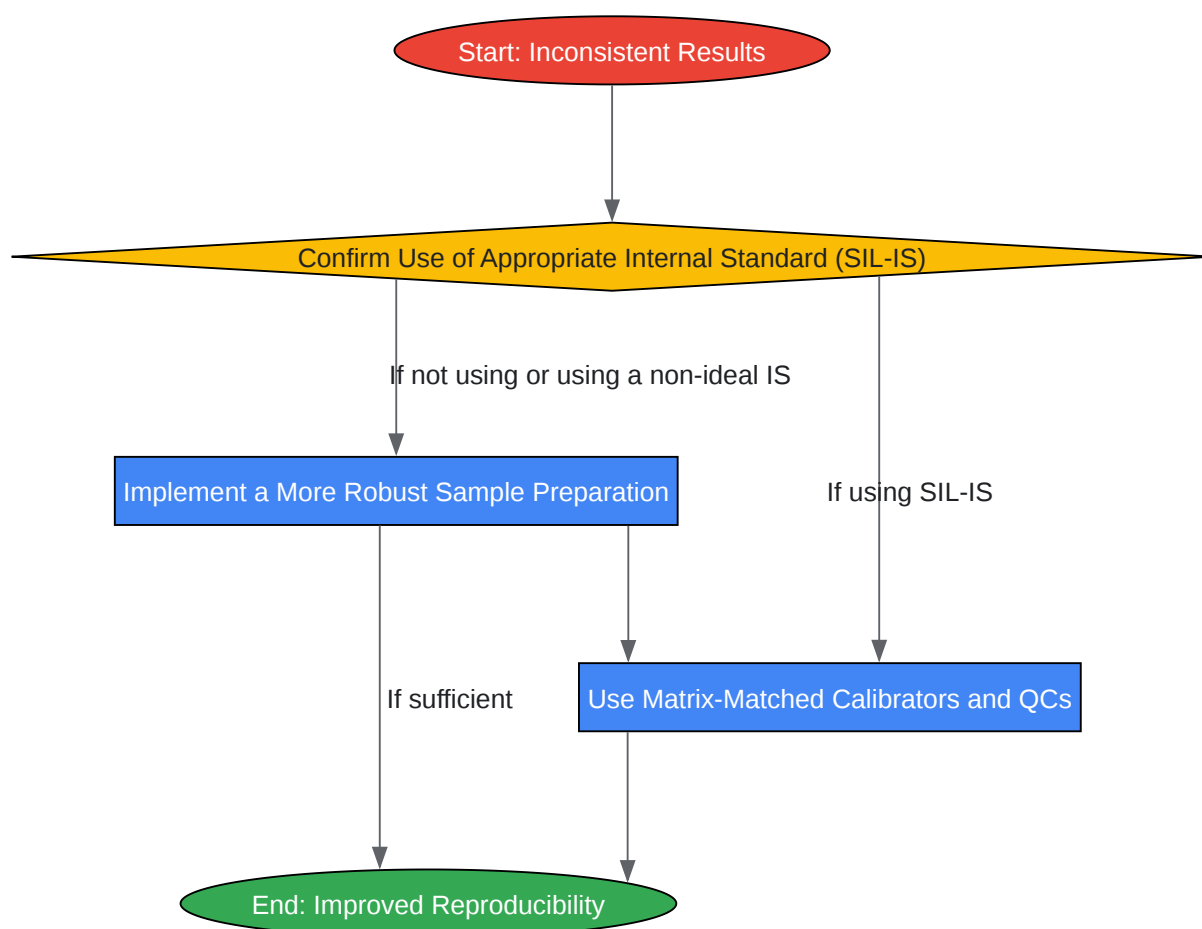 Start: Inconsistent Results
Confirm Use of Appropriate Internal Standard (SIL-IS)
If not using or using a non-ideal IS
Implement a More Robust Sample Preparation
If using SIL-IS
Use Matrix-Matched Calibrators and QCs
If sufficient
End: Improved Reproducibility